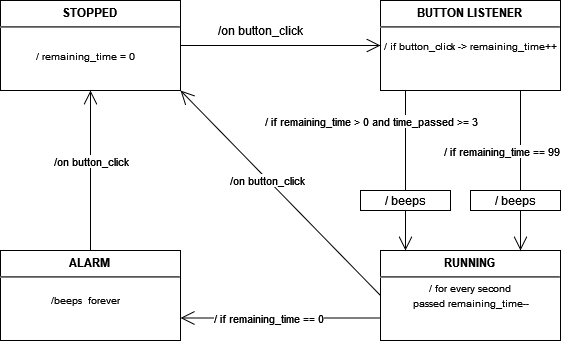 STOPPED
/ remaining_time = 0
/on button_click
BUTTON LISTENER
/ if button_click -> remaining_time++
/ if remaining_time > 0 and time_passed >= 3
/ if remaining_time == 99
/on button_click
/on button_click
/ beeps
/ beeps
ALARM
/beeps  forever
/ if remaining_time == 0
RUNNING
/ for every second
passed remaining_time--